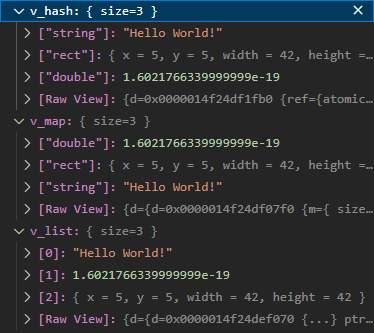 v_hash: { size=3 }
["string"]: "Hello World!"
["rect"]: { x = 5, y = 5, width = 42, height =…
["double"]: 1.6021766339999999e-19
[Raw View]: {d=0x0000014f24df1fb0 {ref={atomic…
v_map: { size=3 }
["double"]: 1.6021766339999999e-19
["rect"]: { x = 5, y = 5, width = 42, height =…
["string"]: "Hello World!"
[Raw View]: {d={d=0x0000014f24df07f0 {m={ size…
v_list: { size=3 }
[0]: "Hello World!"
[1]: 1.6021766339999999e-19
[2]: { x = 5, y = 5, width = 42, height = 42 }
[Raw View]: {d={d=0x0000014f24def070 {...} ptr…